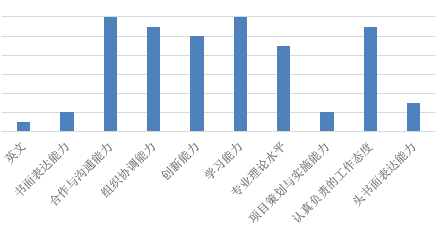 英文
书面表达能力
合作与沟通能力
组织协调能力
创新能力
学习能力
专业理论水平
项目策划与实施能力
认真负责的工作态度
头书面表达能力